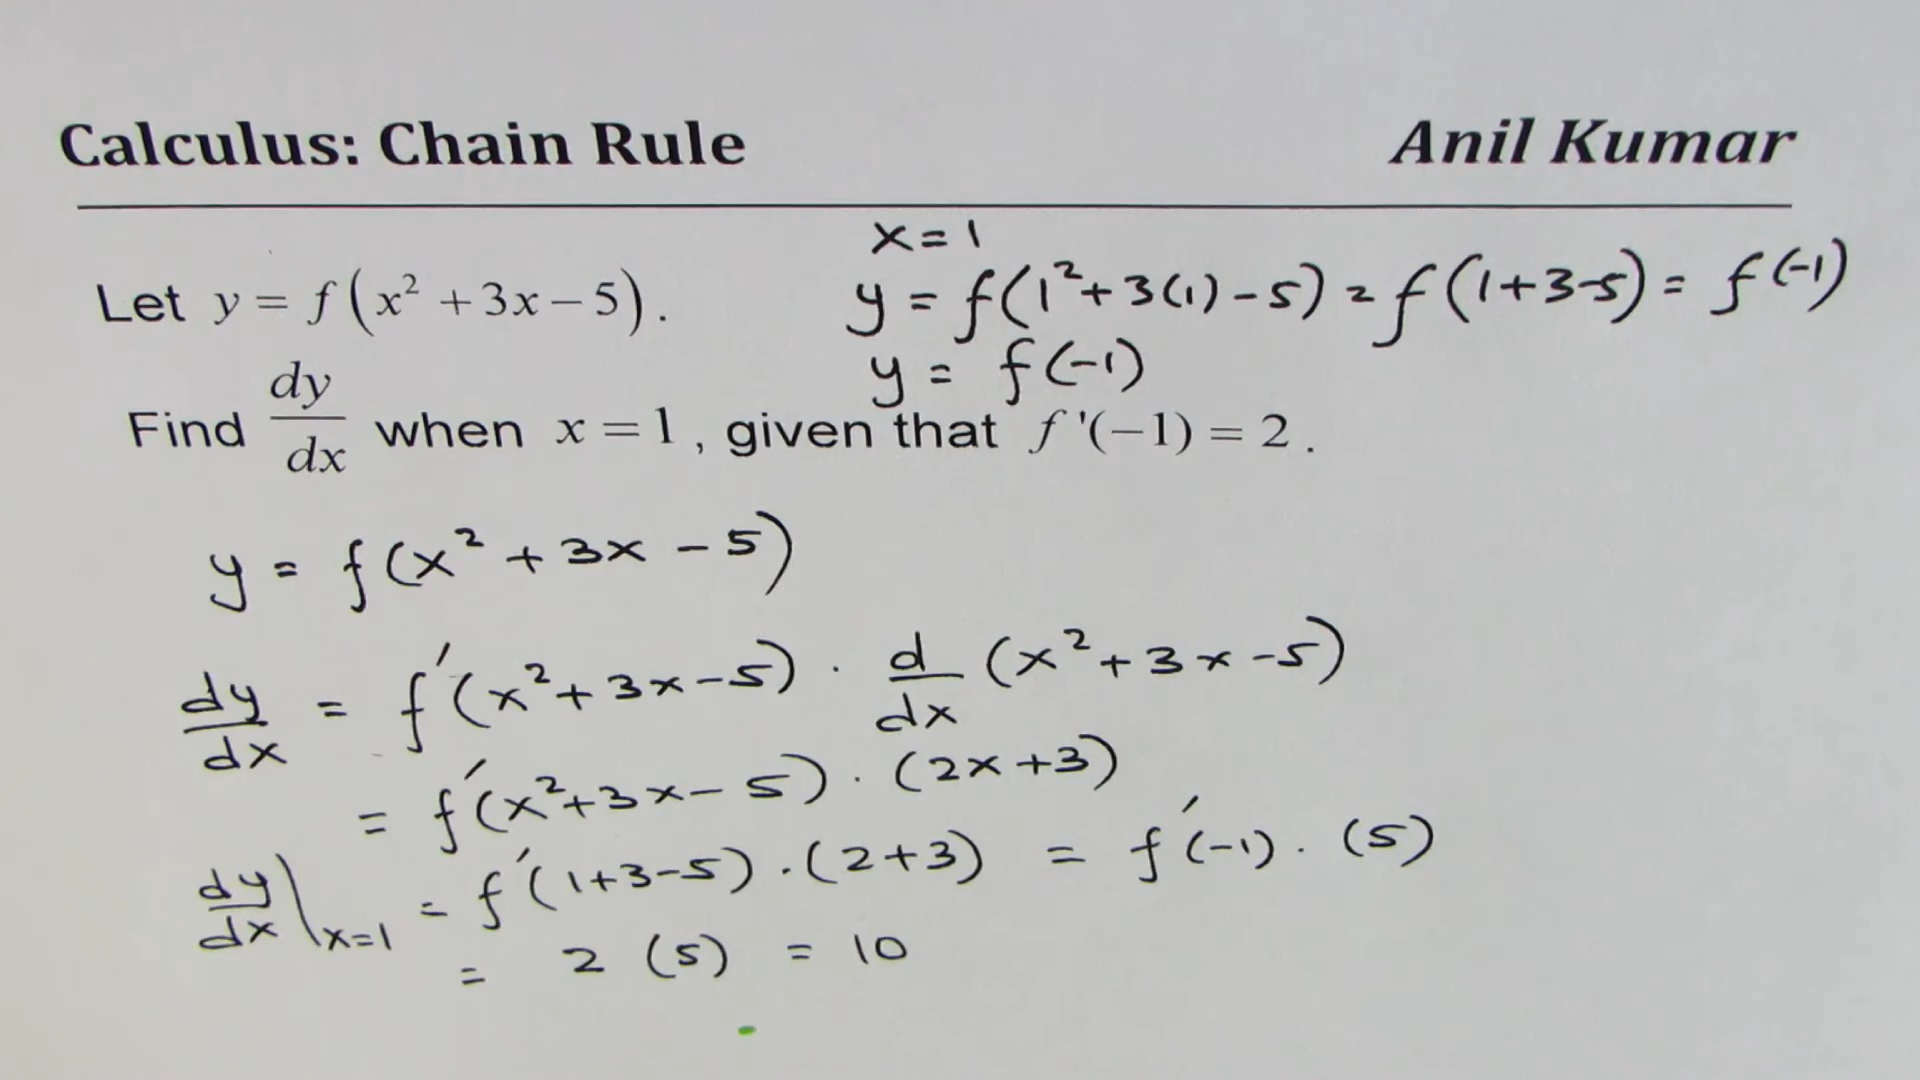 Calculus: Chain Rule Anil Kumar
x = 1
Let y = f(x² + 3x − 5). y = f(1² + 3(1) − 5) = f(1+3−5) = f(−1)
y = f(−1)
Find dy/dx when x = 1, given that f '(−1) = 2.
y = f(x² + 3x − 5)
dy/dx = f'(x² + 3x − 5) · d/dx (x² + 3x − 5)
= f'(x² + 3x − 5) · (2x + 3)
dy/dx |x=1 = f'(1+3−5) · (2+3) = f'(−1) · (5)
= 2 (5) = 10